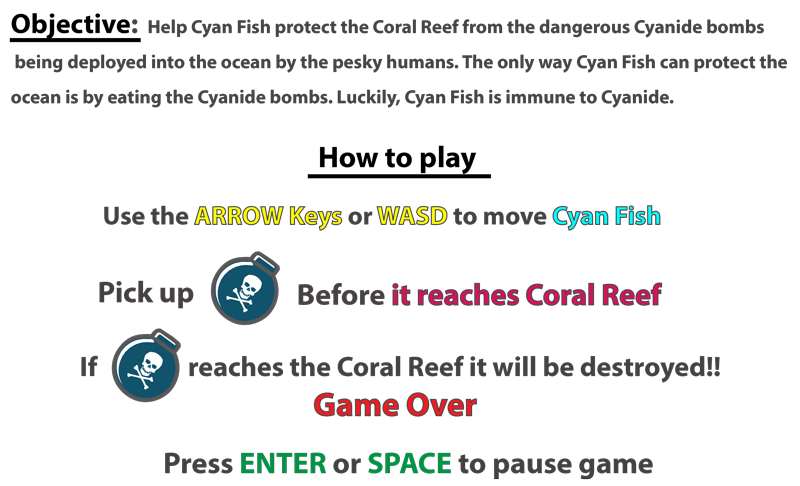 Objective: Help Cyan Fish protect the Coral Reef from the dangerous Cyanide bombs
being deployed into the ocean by the pesky humans. The only way Cyan Fish can protect the
ocean is by eating the Cyanide bombs. Luckily, Cyan Fish is immune to Cyanide.
How to play
Use the ARROW Keys or WASD to move Cyan Fish
Pick up Before it reaches Coral Reef
If reaches the Coral Reef it will be destroyed!!
Game Over
Press ENTER or SPACE to pause game